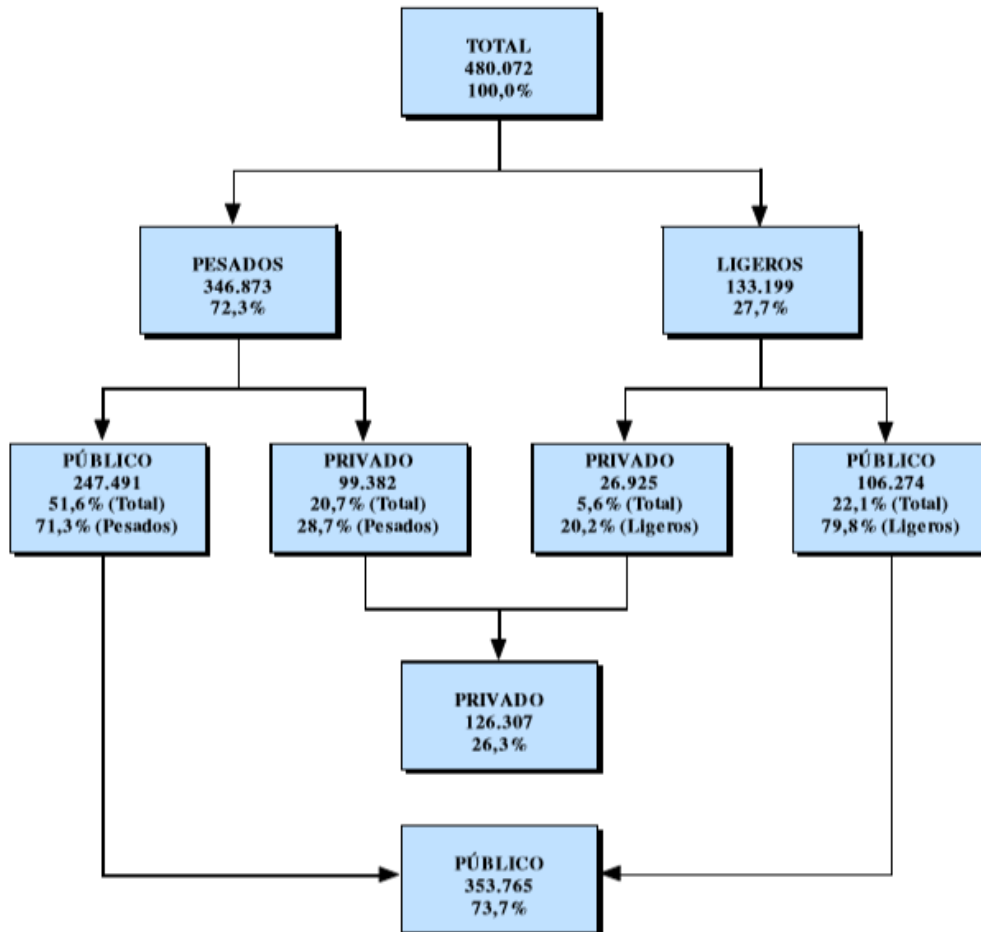 TOTAL
480.072
100,0%
PESADOS
346.873
72,3%
LIGEROS
133.199
27,7%
PÚBLICO
247.491
51,6% (Total)
71,3% (Pesados)
PRIVADO
99.382
20,7% (Total)
28,7% (Pesados)
PRIVADO
26.925
5,6% (Total)
20,2% (Ligeros)
PÚBLICO
106.274
22,1% (Total)
79,8% (Ligeros)
PRIVADO
126.307
26,3%
PÚBLICO
353.765
73,7%